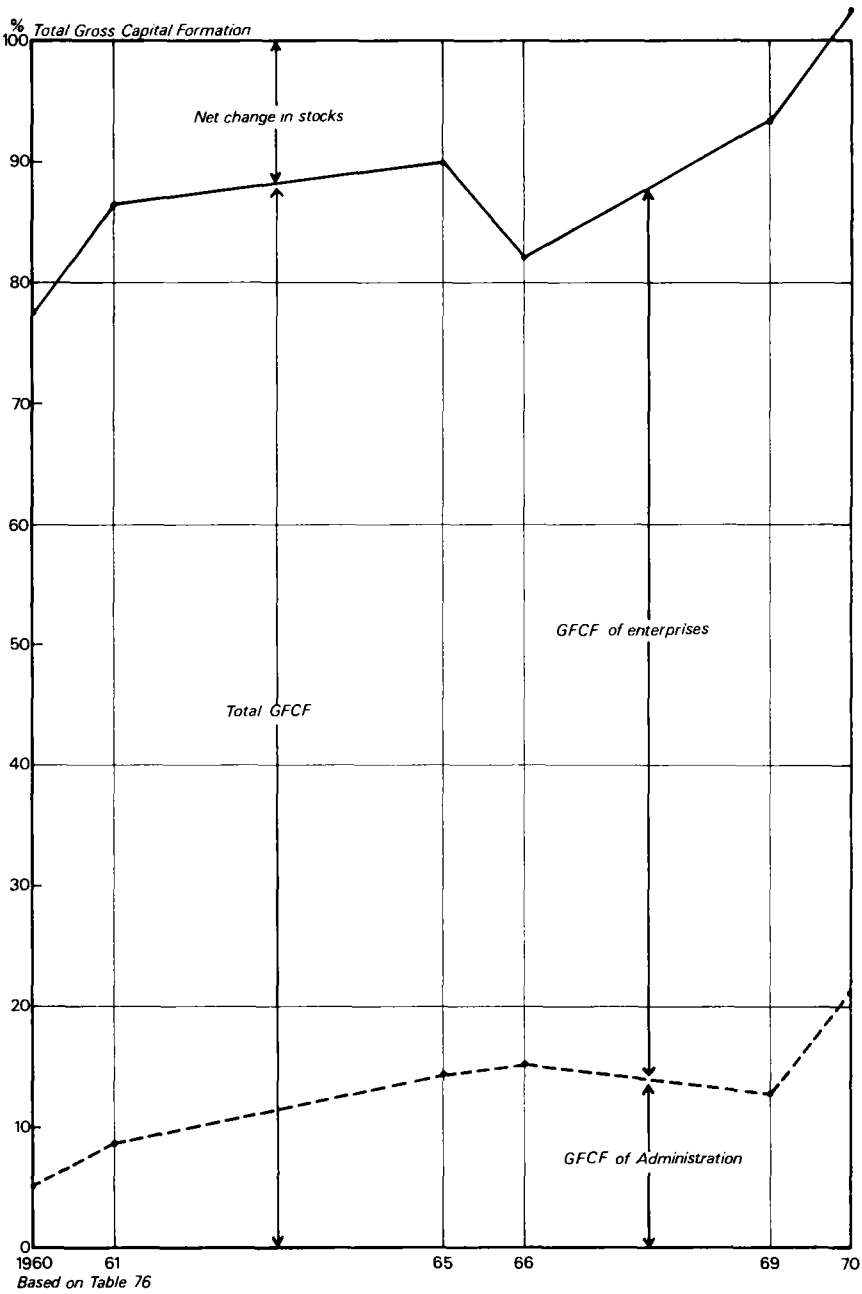 % Total Gross Capital Formation
100
Net change in stocks
90
80
70
60
50
GFCF of enterprises
Total GFCF
40
30
20
10
GFCF of Administration
0
1960 61 65 66 69 70
Based on Table 76